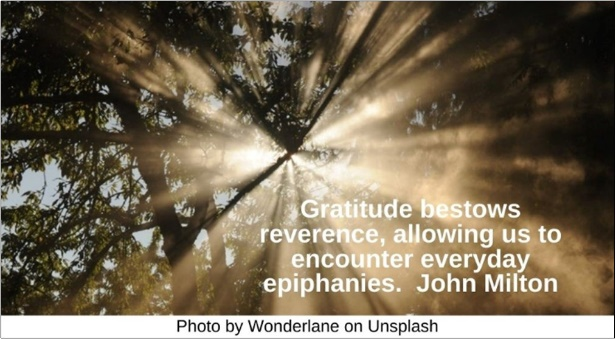 Gratitude bestows
reverence, allowing us to
encounter everyday
epiphanies.  John Milton
Photo by Wonderlane on Unsplash